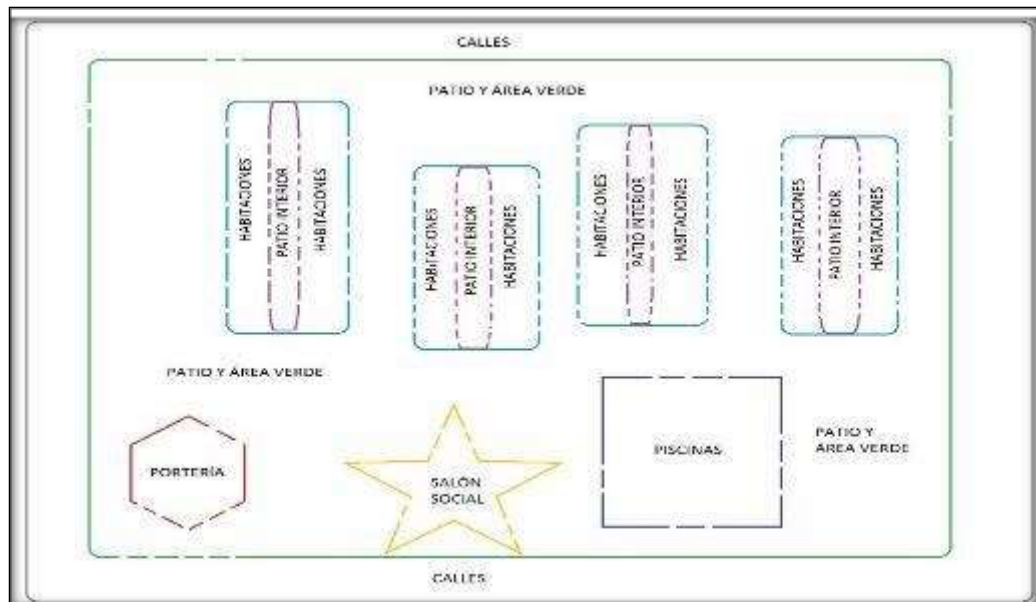 CALLES
PATIO Y ÁREA VERDE
HABITACIONES
PATIO INTERIOR
HABITACIONES
HABITACIONES
PATIO INTERIOR
HABITACIONES
HABITACIONES
PATIO INTERIOR
HABITACIONES
HABITACIONES
PATIO INTERIOR
HABITACIONES
PATIO Y ÁREA VERDE
PORTERÍA
SALÓN
SOCIAL
PISCINAS
PATIO Y
ÁREA VERDE
CALLES